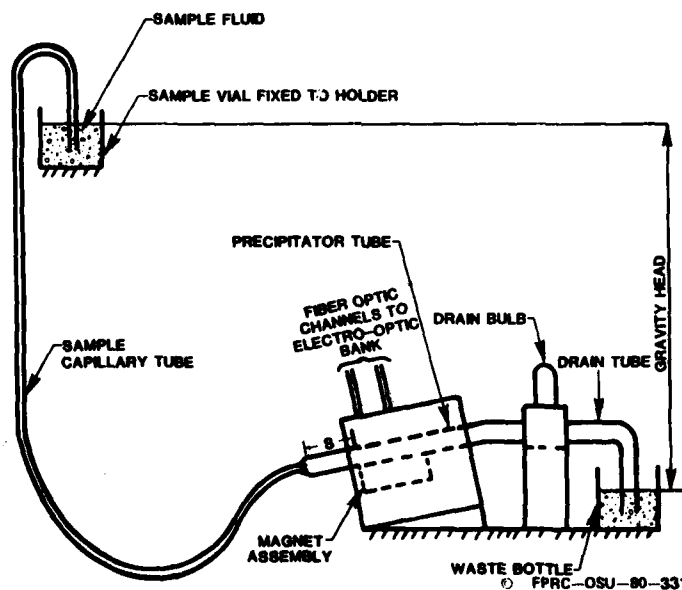 SAMPLE FLUID
SAMPLE VIAL FIXED TO HOLDER
PRECIPITATOR TUBE
FIBER OPTIC
CHANNELS TO
ELECTRO-OPTIC
BANK
DRAIN BULB
DRAIN TUBE
GRAVITY HEAD
SAMPLE
CAPILLARY TUBE
S
MAGNET
ASSEMBLY
WASTE BOTTLE
© FPRC-OSU-80-331